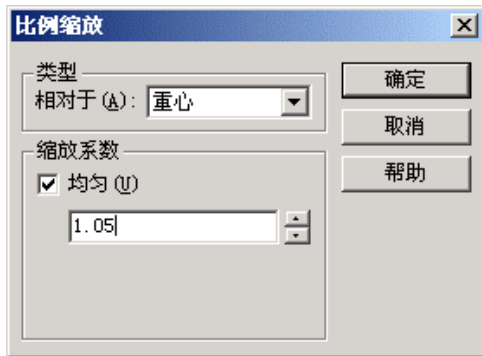 比例缩放
类型
相对于(A): 重心
缩放系数
均匀(U)
1.05
确定
取消
帮助